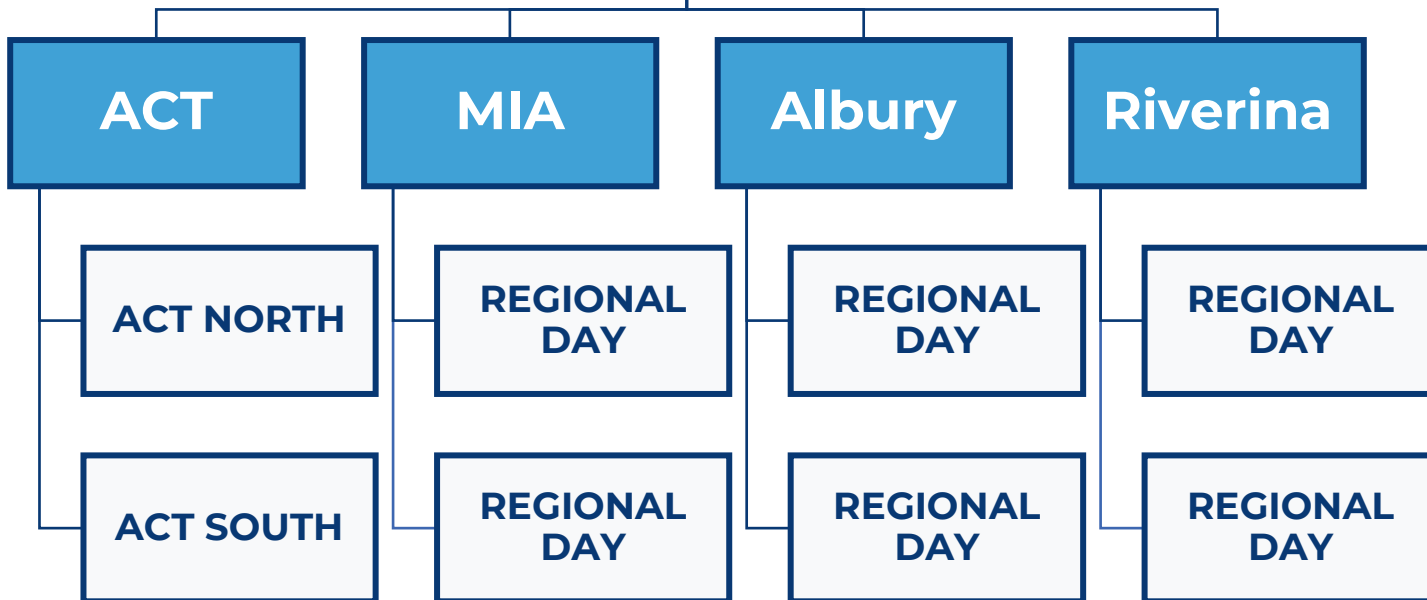 ACT
MIA
Albury
Riverina
ACT NORTH
REGIONAL
DAY
REGIONAL
DAY
REGIONAL
DAY
ACT SOUTH
REGIONAL
DAY
REGIONAL
DAY
REGIONAL
DAY